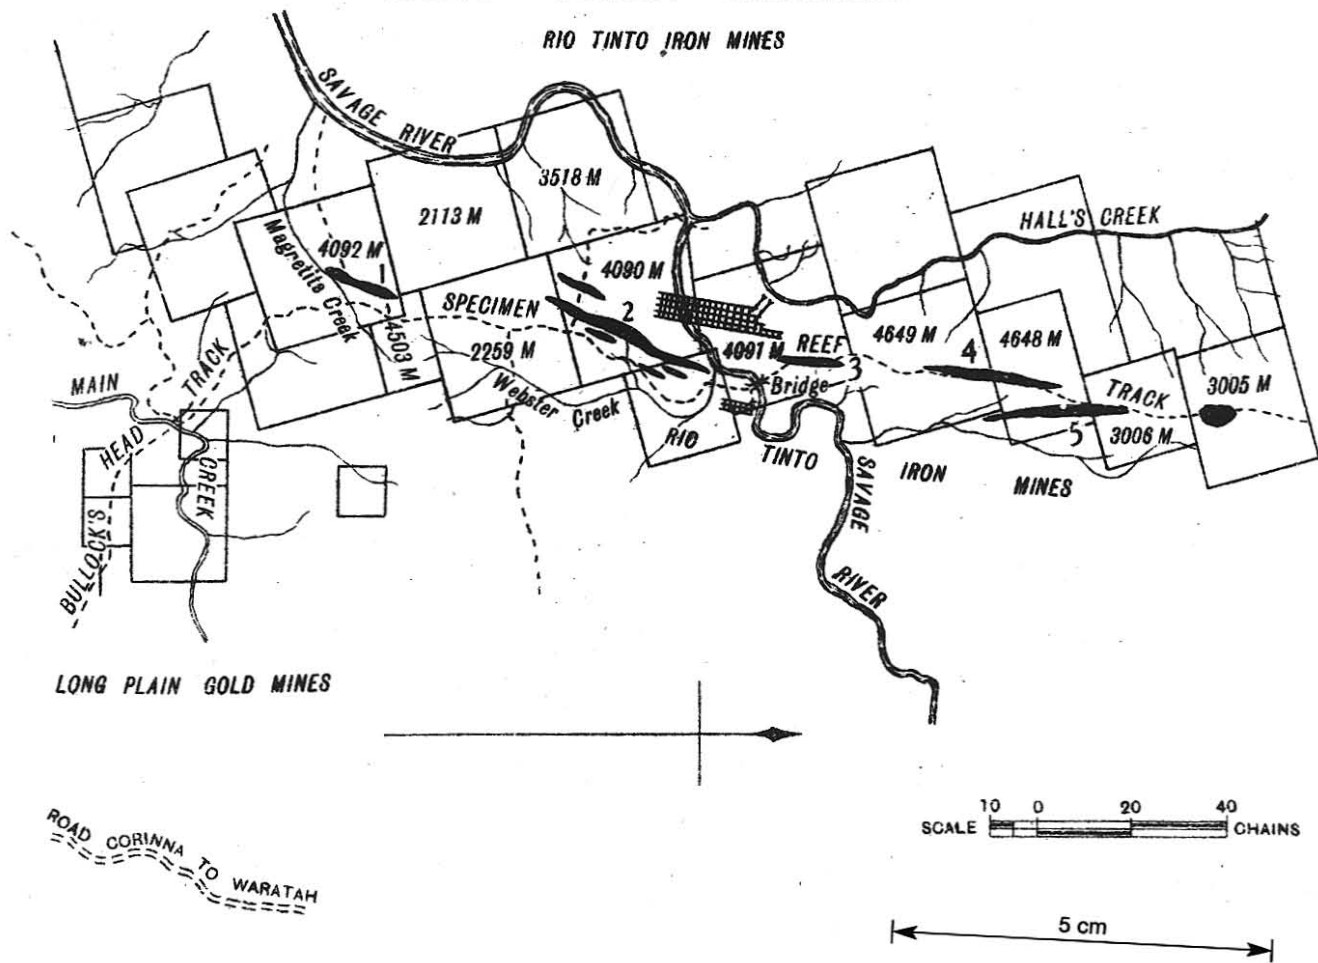 RIO TINTO IRON MINES
SAVAGE RIVER
3518 M
2113 M
HALL'S CREEK
Magnetite Creek
4092 M
1
4090 M
SPECIMEN
2
4503 M
2259 M
4091 M
REEF
3
4649 M
4
4648 M
TRACK
3005 M
Bridge
Webster Creek
5
3006 M
MAIN
CREEK
BULLOCK'S HEAD TRACK
RIO TINTO IRON MINES
SAVAGE RIVER
LONG PLAIN GOLD MINES
10 0 20 40
SCALE CHAINS
ROAD CORINNA TO WARATAH
5 cm